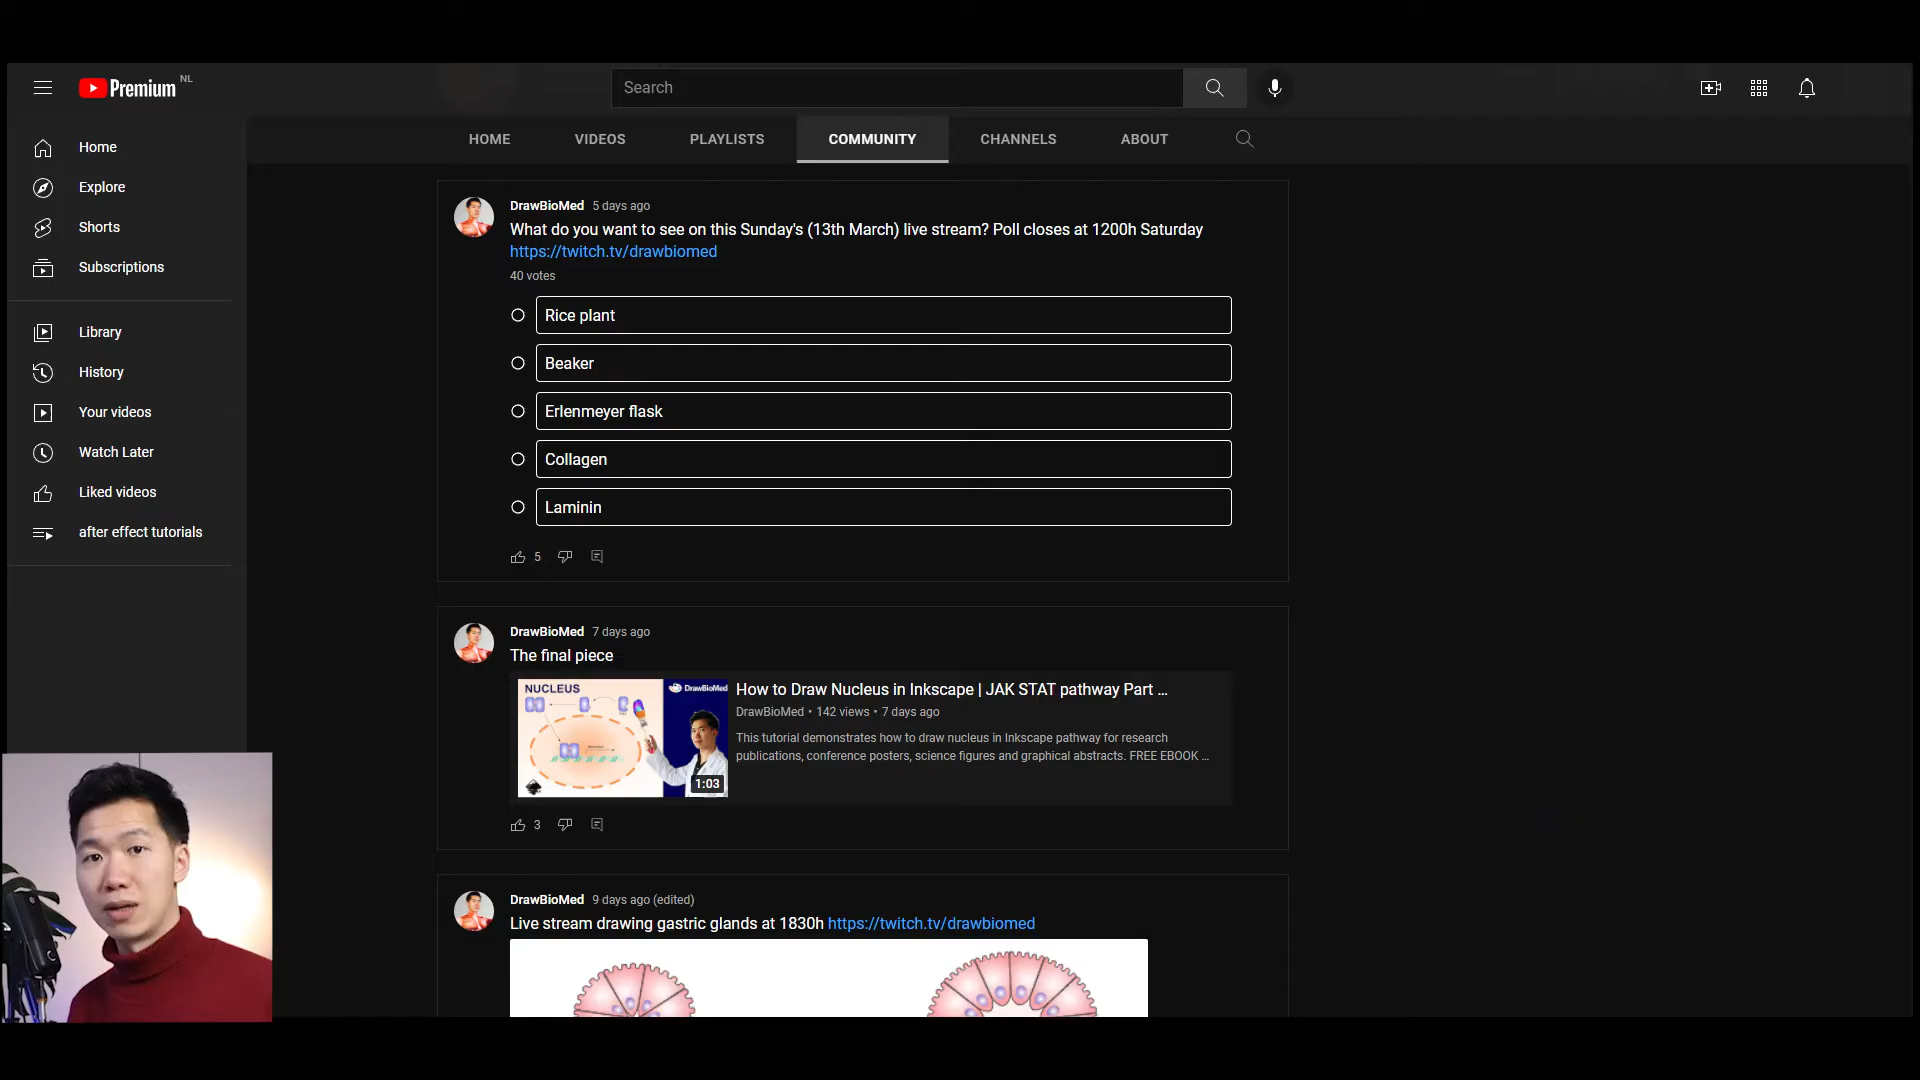 Premium NL
Search
Home
Explore
Shorts
Subscriptions
Library
History
Your videos
Watch Later
Liked videos
after effect tutorials
HOME VIDEOS PLAYLISTS COMMUNITY CHANNELS ABOUT
DrawBioMed 5 days ago
What do you want to see on this Sunday's (13th March) live stream? Poll closes at 1200h Saturday
https://twitch.tv/drawbiomed
40 votes
Rice plant
Beaker
Erlenmeyer flask
Collagen
Laminin
5
DrawBioMed 7 days ago
The final piece
NUCLEUS
DrawBioMed
1:03
How to Draw Nucleus in Inkscape | JAK STAT pathway Part ...
DrawBioMed • 142 views • 7 days ago
This tutorial demonstrates how to draw nucleus in Inkscape pathway for research
publications, conference posters, science figures and graphical abstracts. FREE EBOOK ...
3
DrawBioMed 9 days ago (edited)
Live stream drawing gastric glands at 1830h https://twitch.tv/drawbiomed